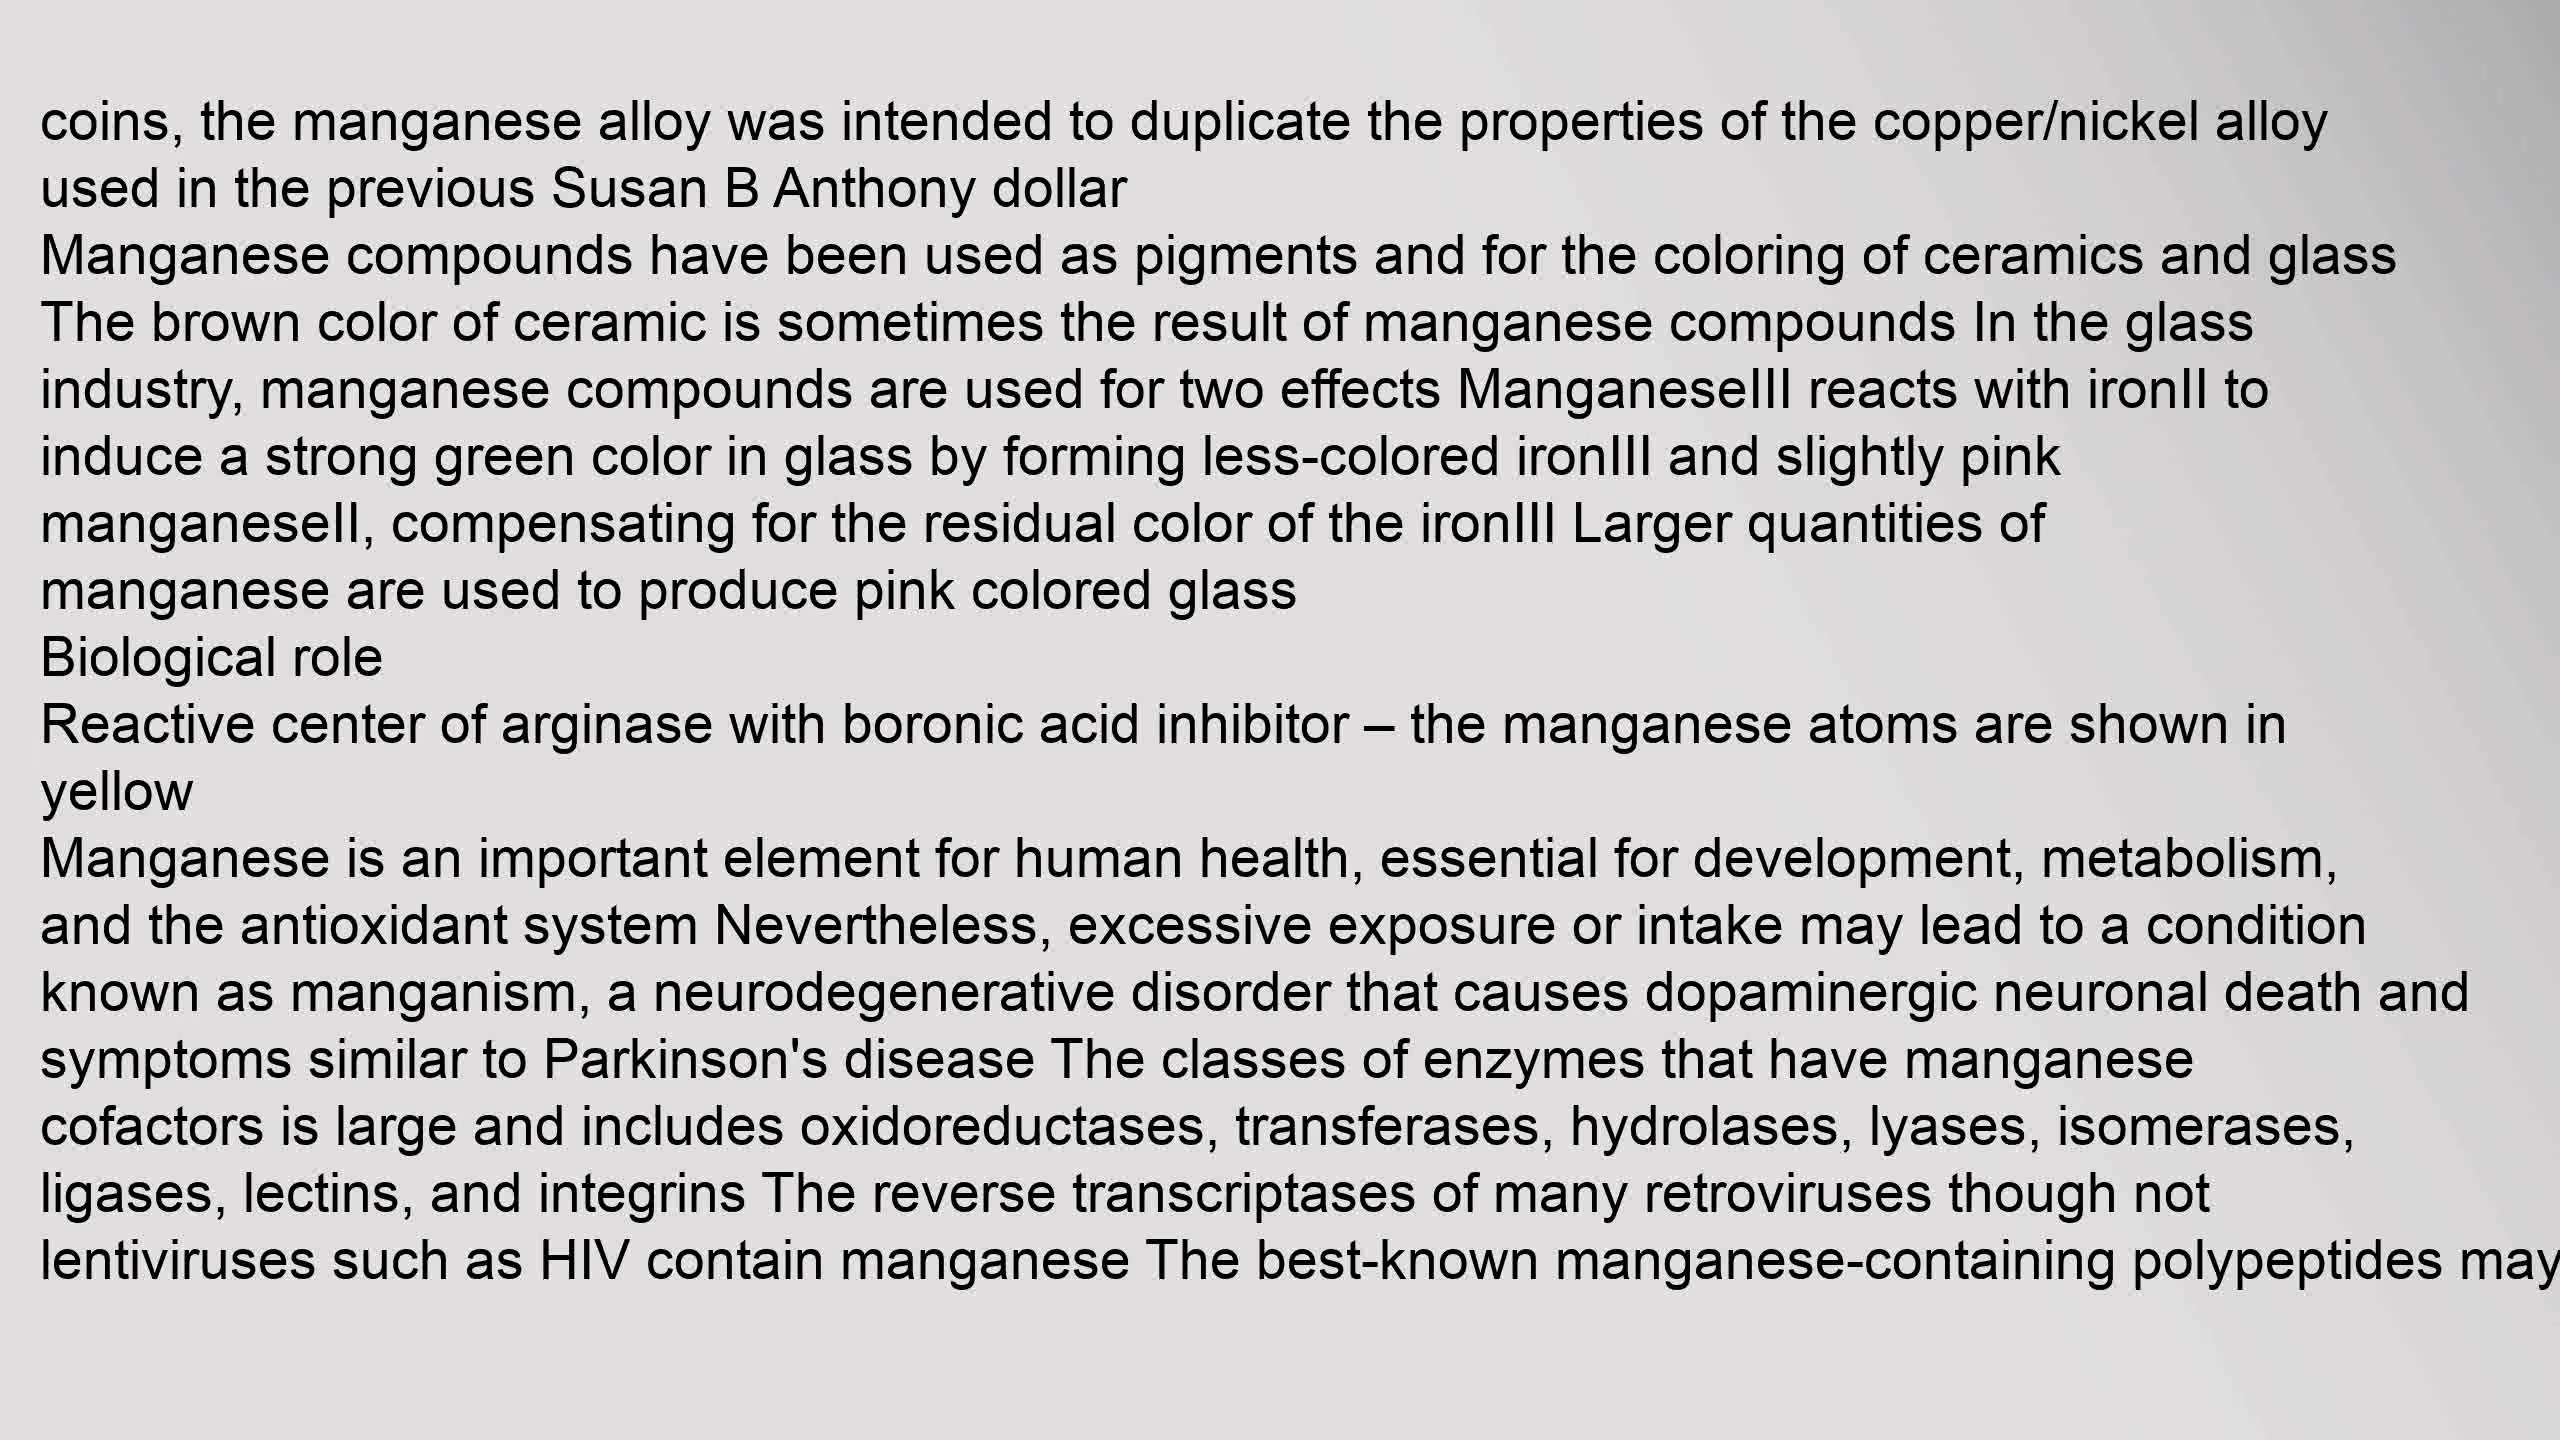 coins, the manganese alloy was intended to duplicate the properties of the copper/nickel alloy
used in the previous Susan B Anthony dollar
Manganese compounds have been used as pigments and for the coloring of ceramics and glass
The brown color of ceramic is sometimes the result of manganese compounds In the glass
industry, manganese compounds are used for two effects ManganeseIII reacts with ironII to
induce a strong green color in glass by forming less-colored ironIII and slightly pink
manganeseII, compensating for the residual color of the ironIII Larger quantities of
manganese are used to produce pink colored glass
Biological role
Reactive center of arginase with boronic acid inhibitor – the manganese atoms are shown in
yellow
Manganese is an important element for human health, essential for development, metabolism,
and the antioxidant system Nevertheless, excessive exposure or intake may lead to a condition
known as manganism, a neurodegenerative disorder that causes dopaminergic neuronal death and
symptoms similar to Parkinson's disease The classes of enzymes that have manganese
cofactors is large and includes oxidoreductases, transferases, hydrolases, lyases, isomerases,
ligases, lectins, and integrins The reverse transcriptases of many retroviruses though not
lentiviruses such as HIV contain manganese The best-known manganese-containing polypeptides may